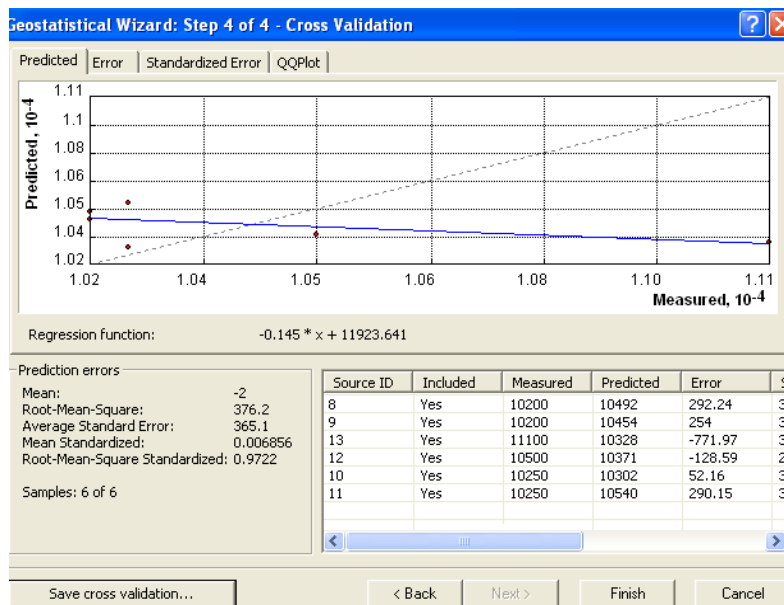 Geostatistical Wizard: Step 4 of 4 - Cross Validation
Predicted Error Standardized Error QQPlot
Predicted, 10⁻⁴
1.11
1.1
1.08
1.06
1.05
1.04
1.02
1.02 1.04 1.05 1.06 1.08 1.10 1.11
Measured, 10⁻⁴
Regression function: -0.145 * x + 11923.641
Prediction errors
Mean: -2
Root-Mean-Square: 376.2
Average Standard Error: 365.1
Mean Standardized: 0.006856
Root-Mean-Square Standardized: 0.9722
Samples: 6 of 6
Source ID Included Measured Predicted Error S
8 Yes 10200 10492 292.24 3
9 Yes 10200 10454 254 3
13 Yes 11100 10328 -771.97 3
12 Yes 10500 10371 -128.59 2
10 Yes 10250 10302 52.16 3
11 Yes 10250 10540 290.15 3
Save cross validation... < Back Next > Finish Cancel